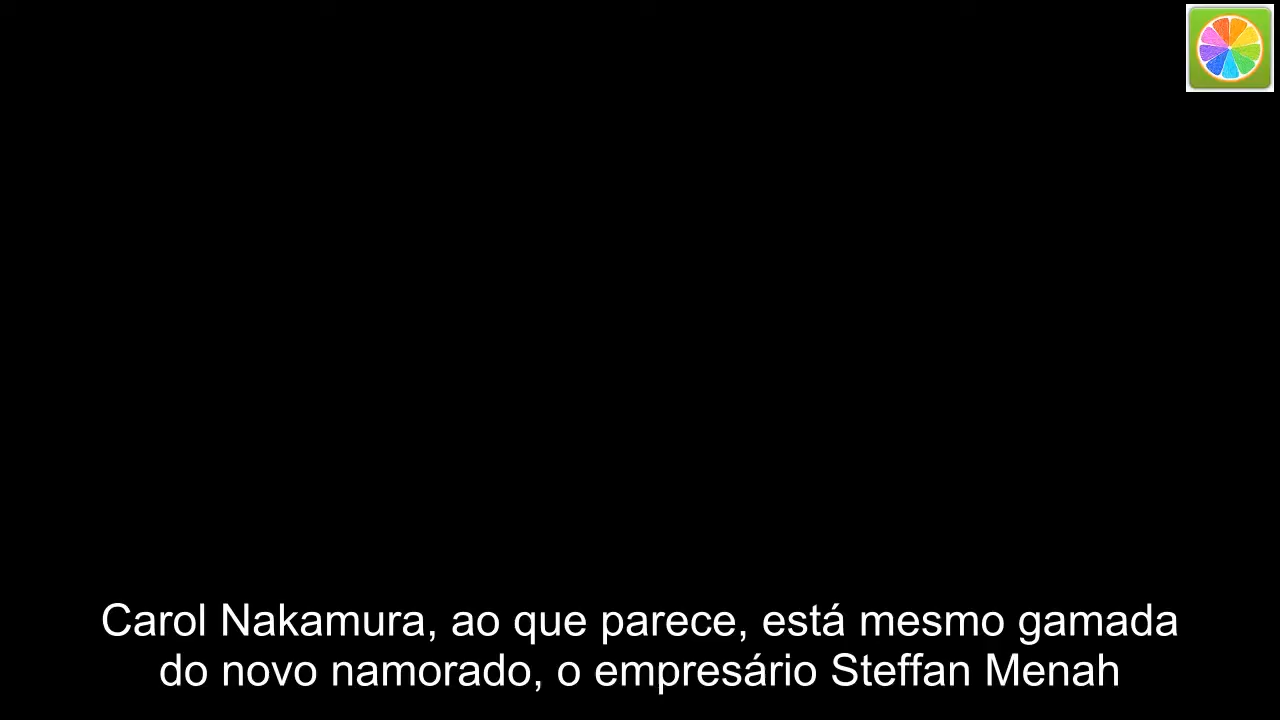 Carol Nakamura, ao que parece, está mesmo gamada
do novo namorado, o empresário Steffan Menah